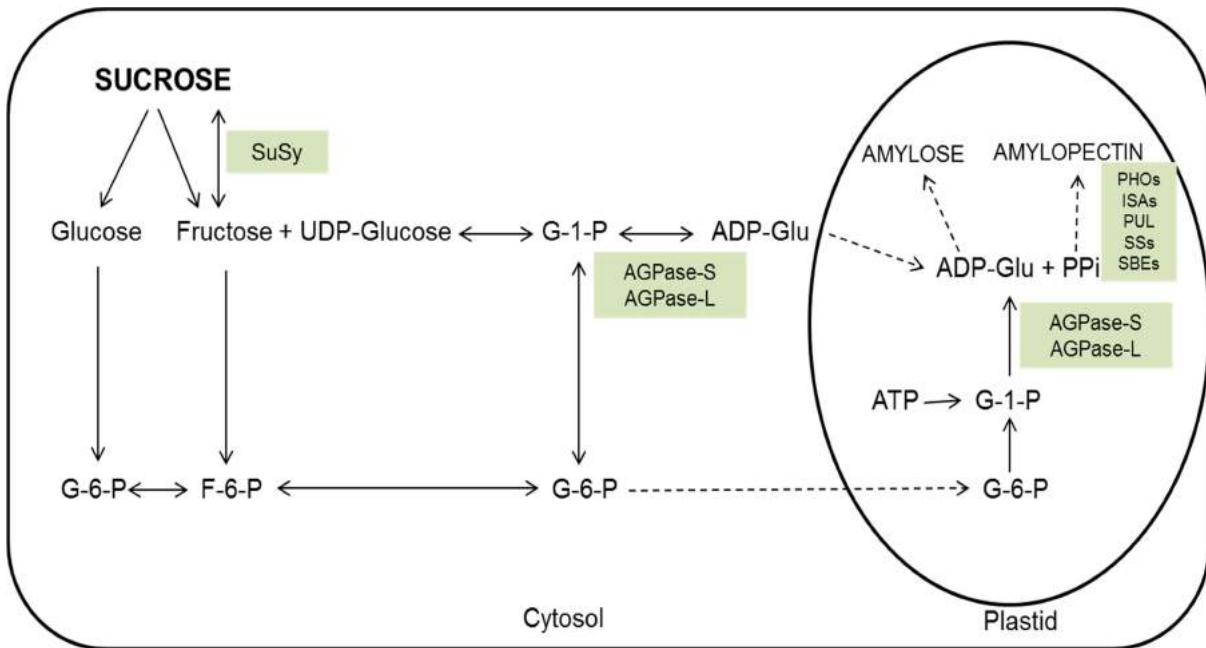 SUCROSE
SuSy
AMYLOSE
AMYLOPECTIN
PHOs
ISAs
PUL
SSs
SBEs
Glucose
Fructose + UDP-Glucose
G-1-P
ADP-Glu
ADP-Glu + PPi
AGPase-S
AGPase-L
AGPase-S
AGPase-L
ATP
G-1-P
G-6-P
F-6-P
G-6-P
G-6-P
Cytosol
Plastid